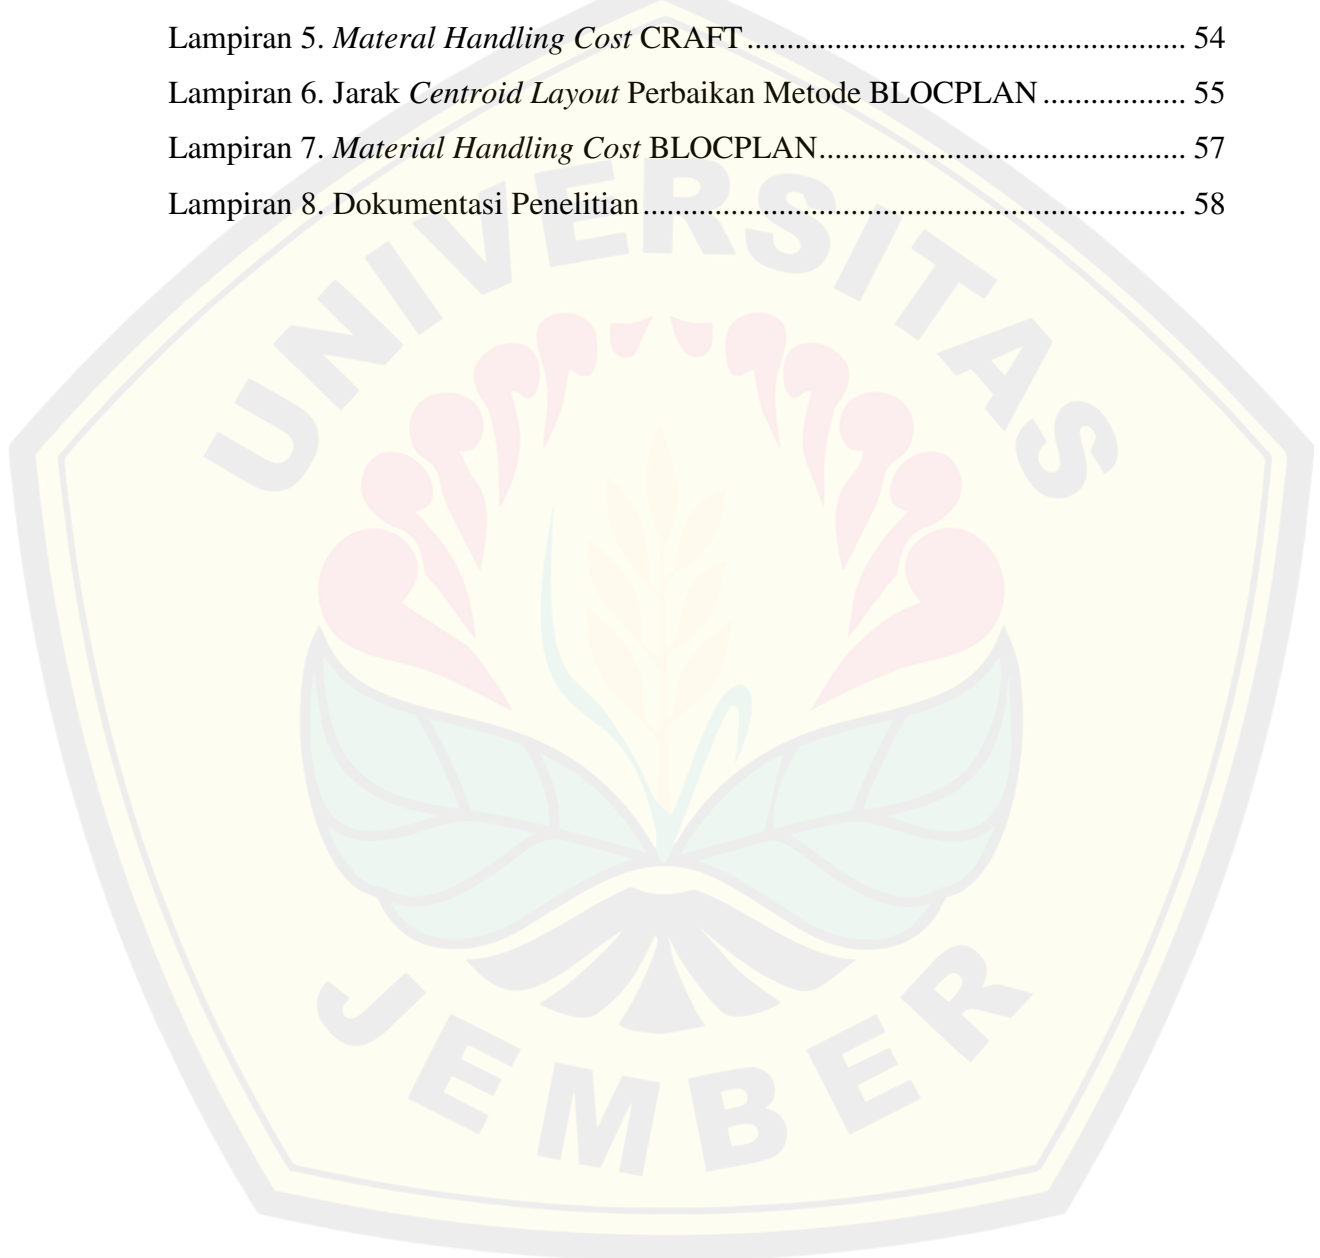 Lampiran 5. Materal Handling Cost CRAFT ....................................................... 54
Lampiran 6. Jarak Centroid Layout Perbaikan Metode BLOCPLAN .................. 55
Lampiran 7. Material Handling Cost BLOCPLAN.............................................. 57
Lampiran 8. Dokumentasi Penelitian .................................................................... 58
UNIVERSITAS
JEMBER